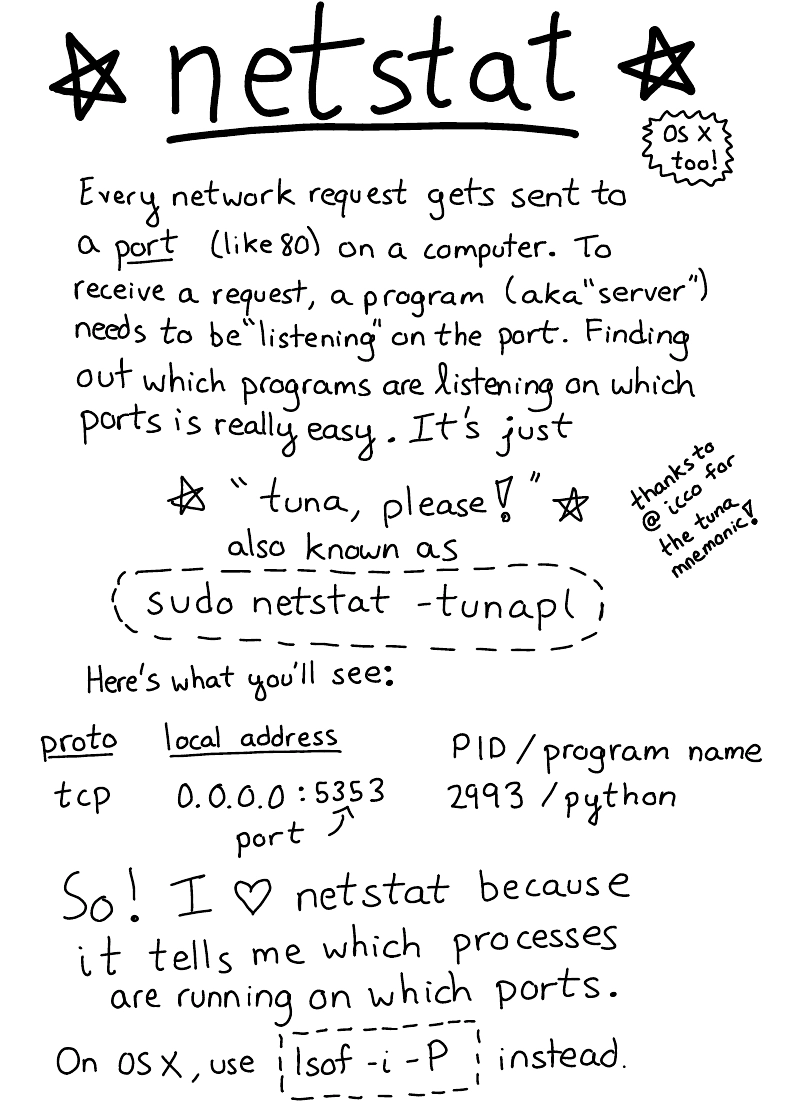 netstat
OS X
too!
Every network request gets sent to
a port (like 80) on a computer. To
receive a request, a program (aka "server")
needs to be "listening" on the port. Finding
out which programs are listening on which
ports is really easy. It's just
"tuna, please!"
thanks to
@icco for
the tuna
mnemonic!
also known as
sudo netstat -tunapl
Here's what you'll see:
proto local address PID/program name
tcp 0.0.0.0:5353 2993/python
port
So! I ♡ netstat because
it tells me which processes
are running on which ports.
On OS X, use lsof -i -P instead.